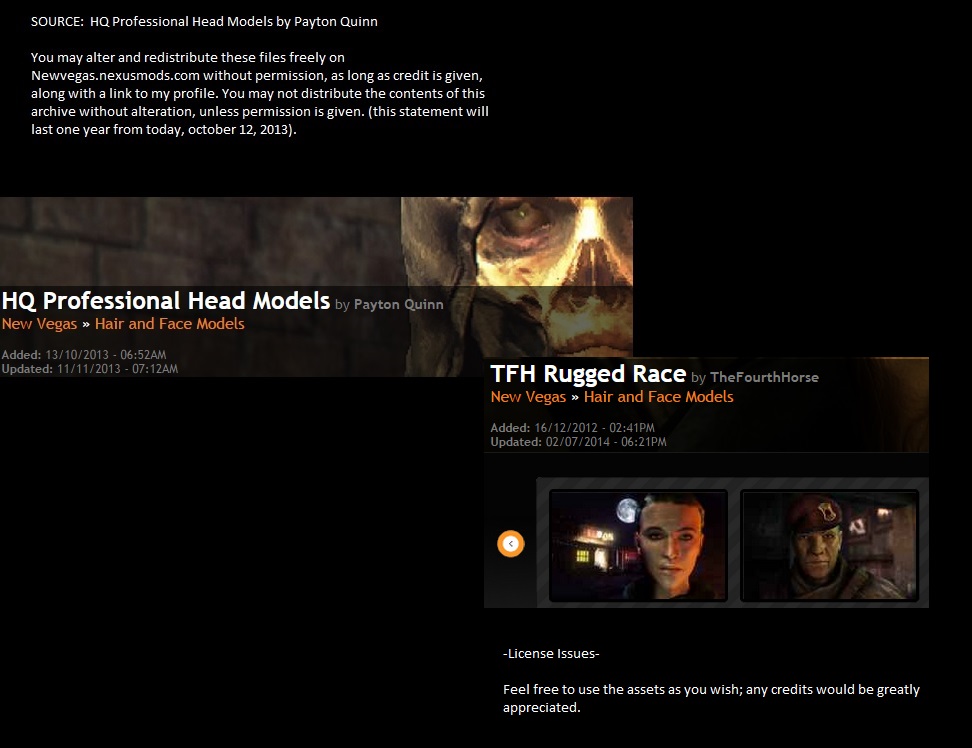 SOURCE:  HQ Professional Head Models by Payton Quinn
You may alter and redistribute these files freely on
Newvegas.nexusmods.com without permission, as long as credit is given,
along with a link to my profile. You may not distribute the contents of this
archive without alteration, unless permission is given. (this statement will
last one year from today, october 12, 2013).
HQ Professional Head Models by Payton Quinn
New Vegas » Hair and Face Models
Added: 13/10/2013 - 06:52AM
Updated: 11/11/2013 - 07:12AM
TFH Rugged Race by TheFourthHorse
New Vegas » Hair and Face Models
Added: 16/12/2012 - 02:41PM
Updated: 02/07/2014 - 06:21PM
-License Issues-
Feel free to use the assets as you wish; any credits would be greatly
appreciated.